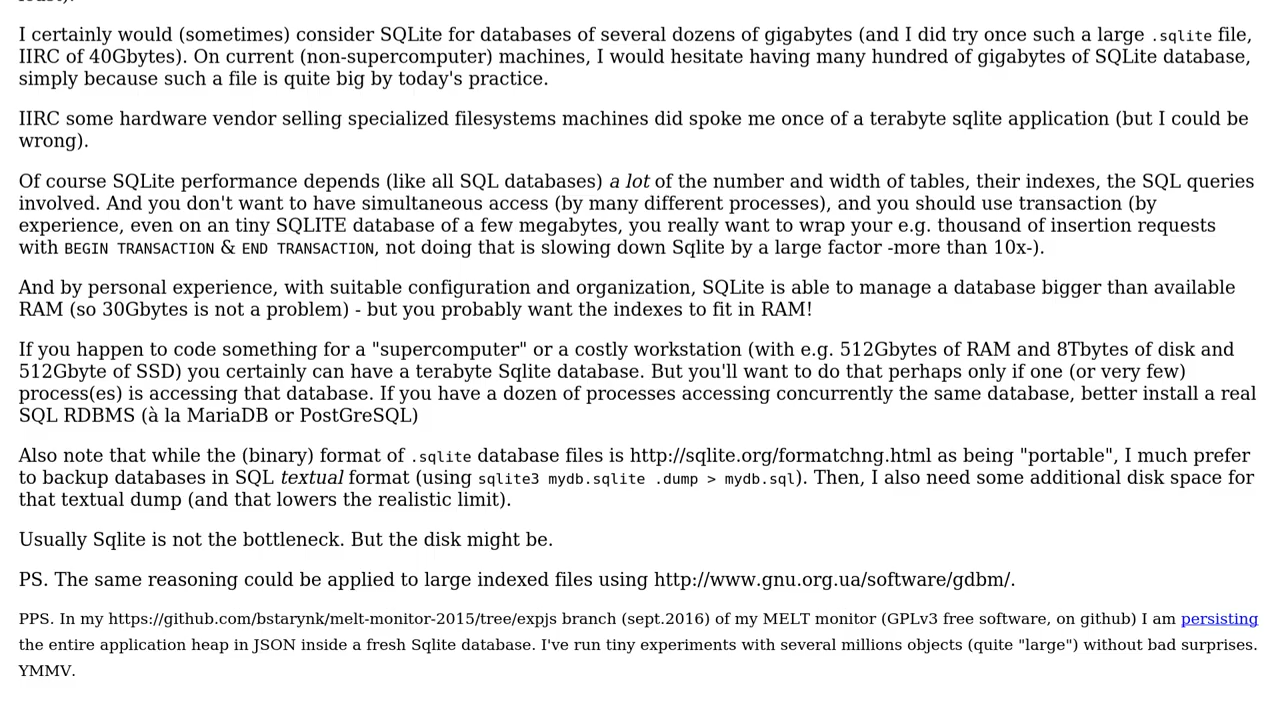 I certainly would (sometimes) consider SQLite for databases of several dozens of gigabytes (and I did try once such a large .sqlite file,
IIRC of 40Gbytes). On current (non-supercomputer) machines, I would hesitate having many hundred of gigabytes of SQLite database,
simply because such a file is quite big by today's practice.
IIRC some hardware vendor selling specialized filesystems machines did spoke me once of a terabyte sqlite application (but I could be
wrong).
Of course SQLite performance depends (like all SQL databases) a lot of the number and width of tables, their indexes, the SQL queries
involved. And you don't want to have simultaneous access (by many different processes), and you should use transaction (by
experience, even on an tiny SQLITE database of a few megabytes, you really want to wrap your e.g. thousand of insertion requests
with BEGIN TRANSACTION & END TRANSACTION, not doing that is slowing down Sqlite by a large factor -more than 10x-).
And by personal experience, with suitable configuration and organization, SQLite is able to manage a database bigger than available
RAM (so 30Gbytes is not a problem) - but you probably want the indexes to fit in RAM!
If you happen to code something for a "supercomputer" or a costly workstation (with e.g. 512Gbytes of RAM and 8Tbytes of disk and
512Gbyte of SSD) you certainly can have a terabyte Sqlite database. But you'll want to do that perhaps only if one (or very few)
process(es) is accessing that database. If you have a dozen of processes accessing concurrently the same database, better install a real
SQL RDBMS (à la MariaDB or PostGreSQL)
Also note that while the (binary) format of .sqlite database files is http://sqlite.org/formatchng.html as being "portable", I much prefer
to backup databases in SQL textual format (using sqlite3 mydb.sqlite .dump > mydb.sql). Then, I also need some additional disk space for
that textual dump (and that lowers the realistic limit).
Usually Sqlite is not the bottleneck. But the disk might be.
PS. The same reasoning could be applied to large indexed files using http://www.gnu.org.ua/software/gdbm/.
PPS. In my https://github.com/bstarynk/melt-monitor-2015/tree/expjs branch (sept.2016) of my MELT monitor (GPLv3 free software, on github) I am persisting
the entire application heap in JSON inside a fresh Sqlite database. I've run tiny experiments with several millions objects (quite "large") without bad surprises.
YMMV.